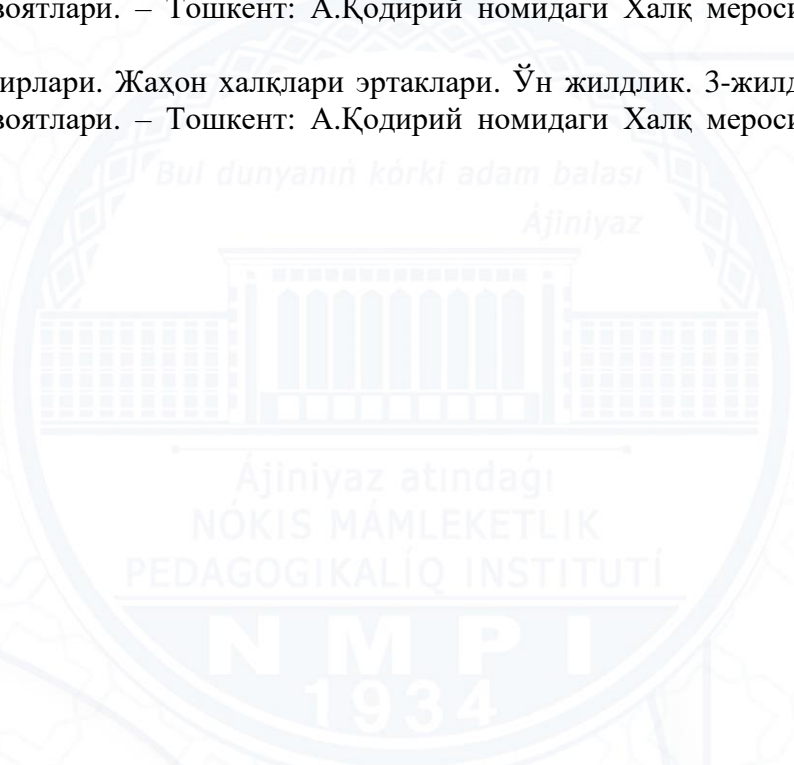 воятлари. – Тошкент: А.Қодирий номидаги Халқ мероси
ирлари. Жаҳон халқлари эртаклари. Ўн жилдлик. 3-жилд
воятлари. – Тошкент: А.Қодирий номидаги Халқ мероси
Bul dunyanıń kórki adam balası
Ájiniyaz
Ájiniyaz atındaǵı
NÓKIS MÁMLEKETLIK
PEDAGOGIKALÍQ INSTITUTÍ
NMPI
1934